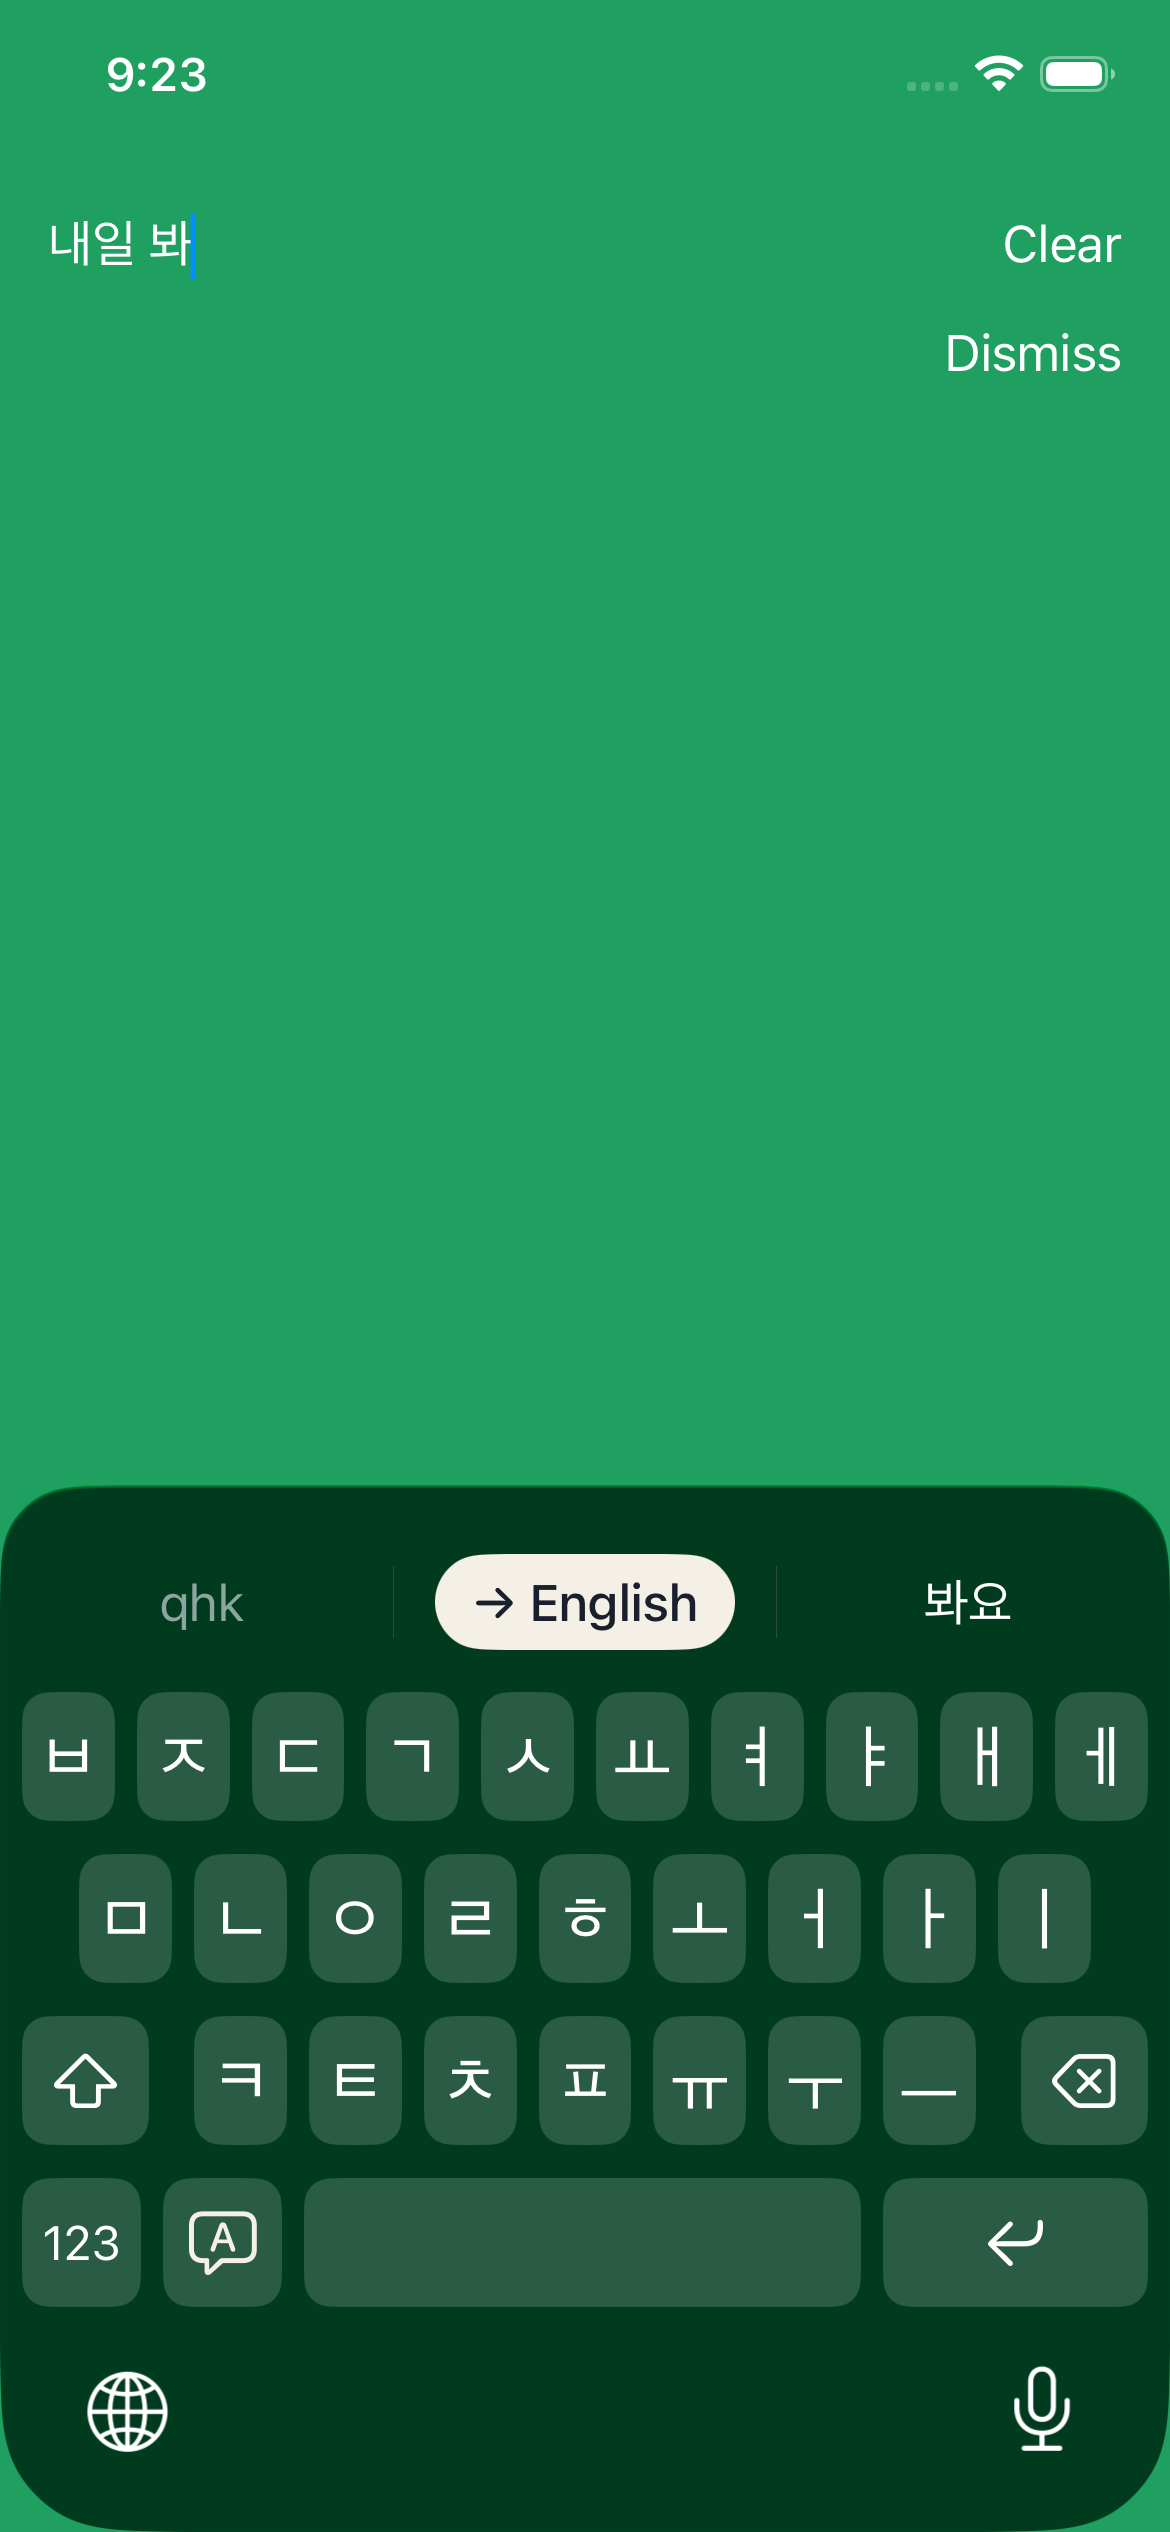 9:23
내일 봐
Clear
Dismiss
qhk
→ English
봐요
ㅂ ㅈ ㄷ ㄱ ㅅ ㅛ ㅕ ㅑ ㅐ ㅔ
ㅁ ㄴ ㅇ ㄹ ㅎ ㅗ ㅓ ㅏ ㅣ
ㅋ ㅌ ㅊ ㅍ ㅠ ㅜ ㅡ
123 A